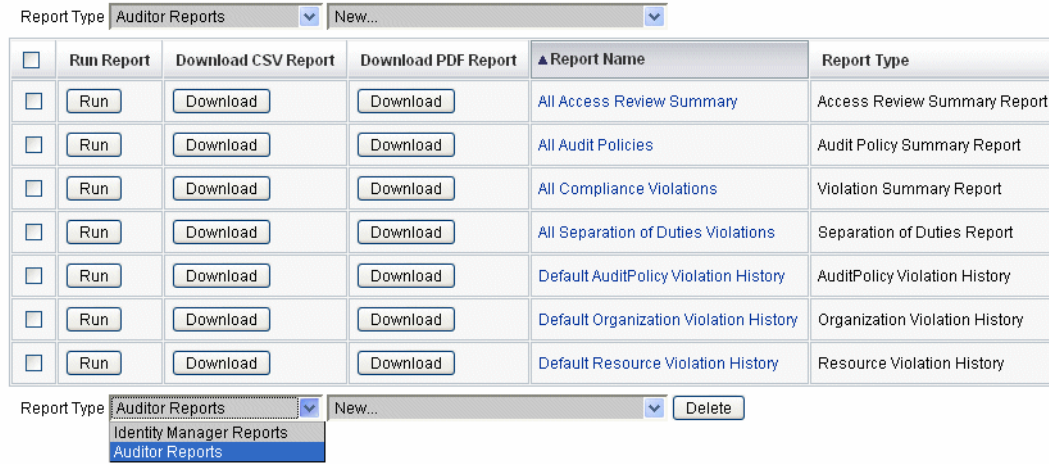 Report Type Auditor Reports New...
Run Report Download CSV Report Download PDF Report ▲Report Name Report Type
Run Download Download All Access Review Summary Access Review Summary Report
Run Download Download All Audit Policies Audit Policy Summary Report
Run Download Download All Compliance Violations Violation Summary Report
Run Download Download All Separation of Duties Violations Separation of Duties Report
Run Download Download Default AuditPolicy Violation History AuditPolicy Violation History
Run Download Download Default Organization Violation History Organization Violation History
Run Download Download Default Resource Violation History Resource Violation History
Report Type Auditor Reports New... Delete
Identity Manager Reports
Auditor Reports